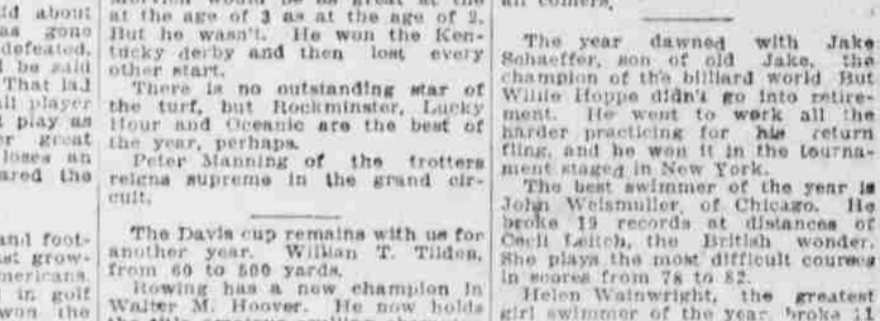 ld about
as gone
defeated,
l be said
That lad
all player
play as
er great
loses an
ared the
and foot-
st grow-
mericans.
in golf
won the
at the age of 3 as at the age of 2.
But he wasn't. He won the Ken-
tucky derby and then lost every
other start.
There is no outstanding star of
the turf, but Rockminster, Lucky
Hour and Oceanic are the best of
the year, perhaps.
Peter Manning of the trotters
reigns supreme in the grand cir-
cuit.
The Davis cup remains with us for
another year. Willian T. Tilden,
from 60 to 500 yards.
Rowing has a new champion in
Walter M. Hoover. He now holds
all comers.
The year dawned with Jake
Schaeffer, son of old Jake, the
champion of the billiard world But
Willie Hoppe didn't go into retire-
ment. He went to work all the
harder practicing for his return
fling, and he won it in the tourna-
ment staged in New York.
The best swimmer of the year is
John Weismuller, of Chicago. He
broke 19 records at distances of
Cecil Leitch, the British wonder.
She plays the most difficult courses
in scores from 78 to 82.
Helen Wainwright, the greatest
girl swimmer of the year, broke 11